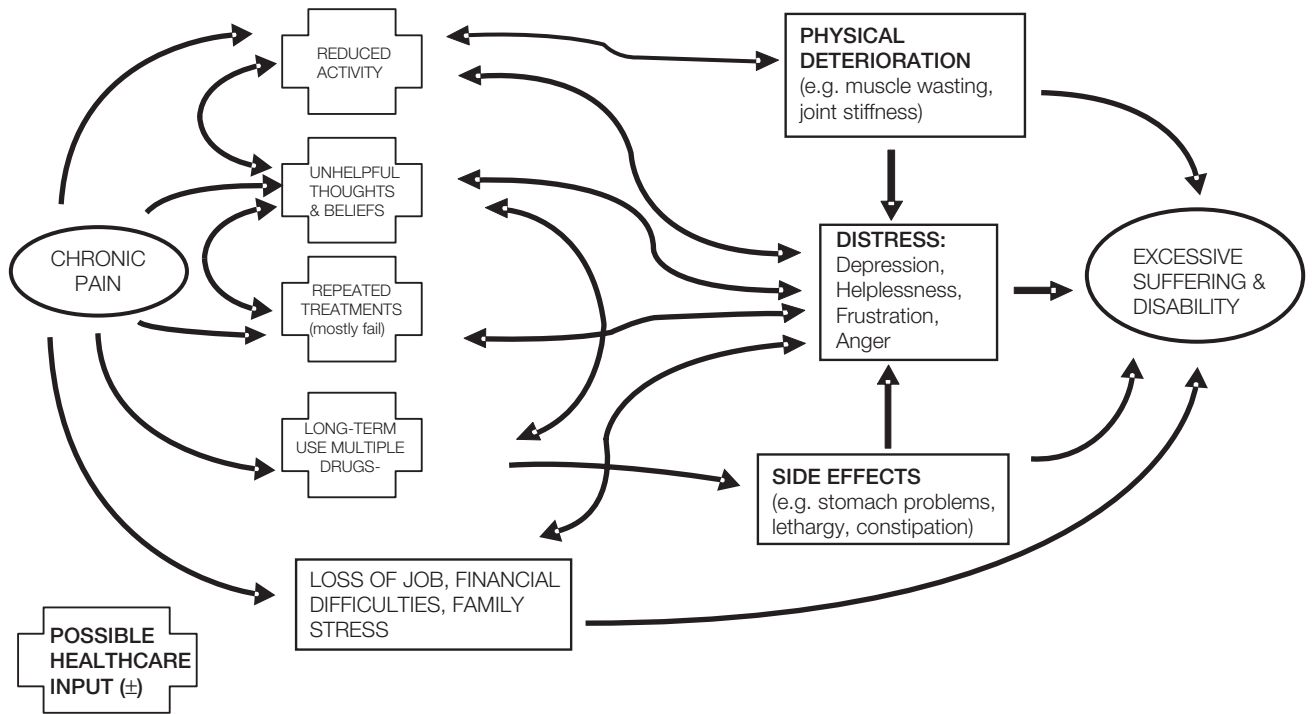 REDUCED
ACTIVITY
PHYSICAL
DETERIORATION
(e.g. muscle wasting,
joint stiffness)
UNHELPFUL
THOUGHTS
& BELIEFS
CHRONIC
PAIN
DISTRESS:
Depression,
Helplessness,
Frustration,
Anger
EXCESSIVE
SUFFERING &
DISABILITY
REPEATED
TREATMENTS
(mostly fail)
LONG-TERM
USE MULTIPLE
DRUGS-
SIDE EFFECTS
(e.g. stomach problems,
lethargy, constipation)
LOSS OF JOB, FINANCIAL
DIFFICULTIES, FAMILY
STRESS
POSSIBLE
HEALTHCARE
INPUT (±)